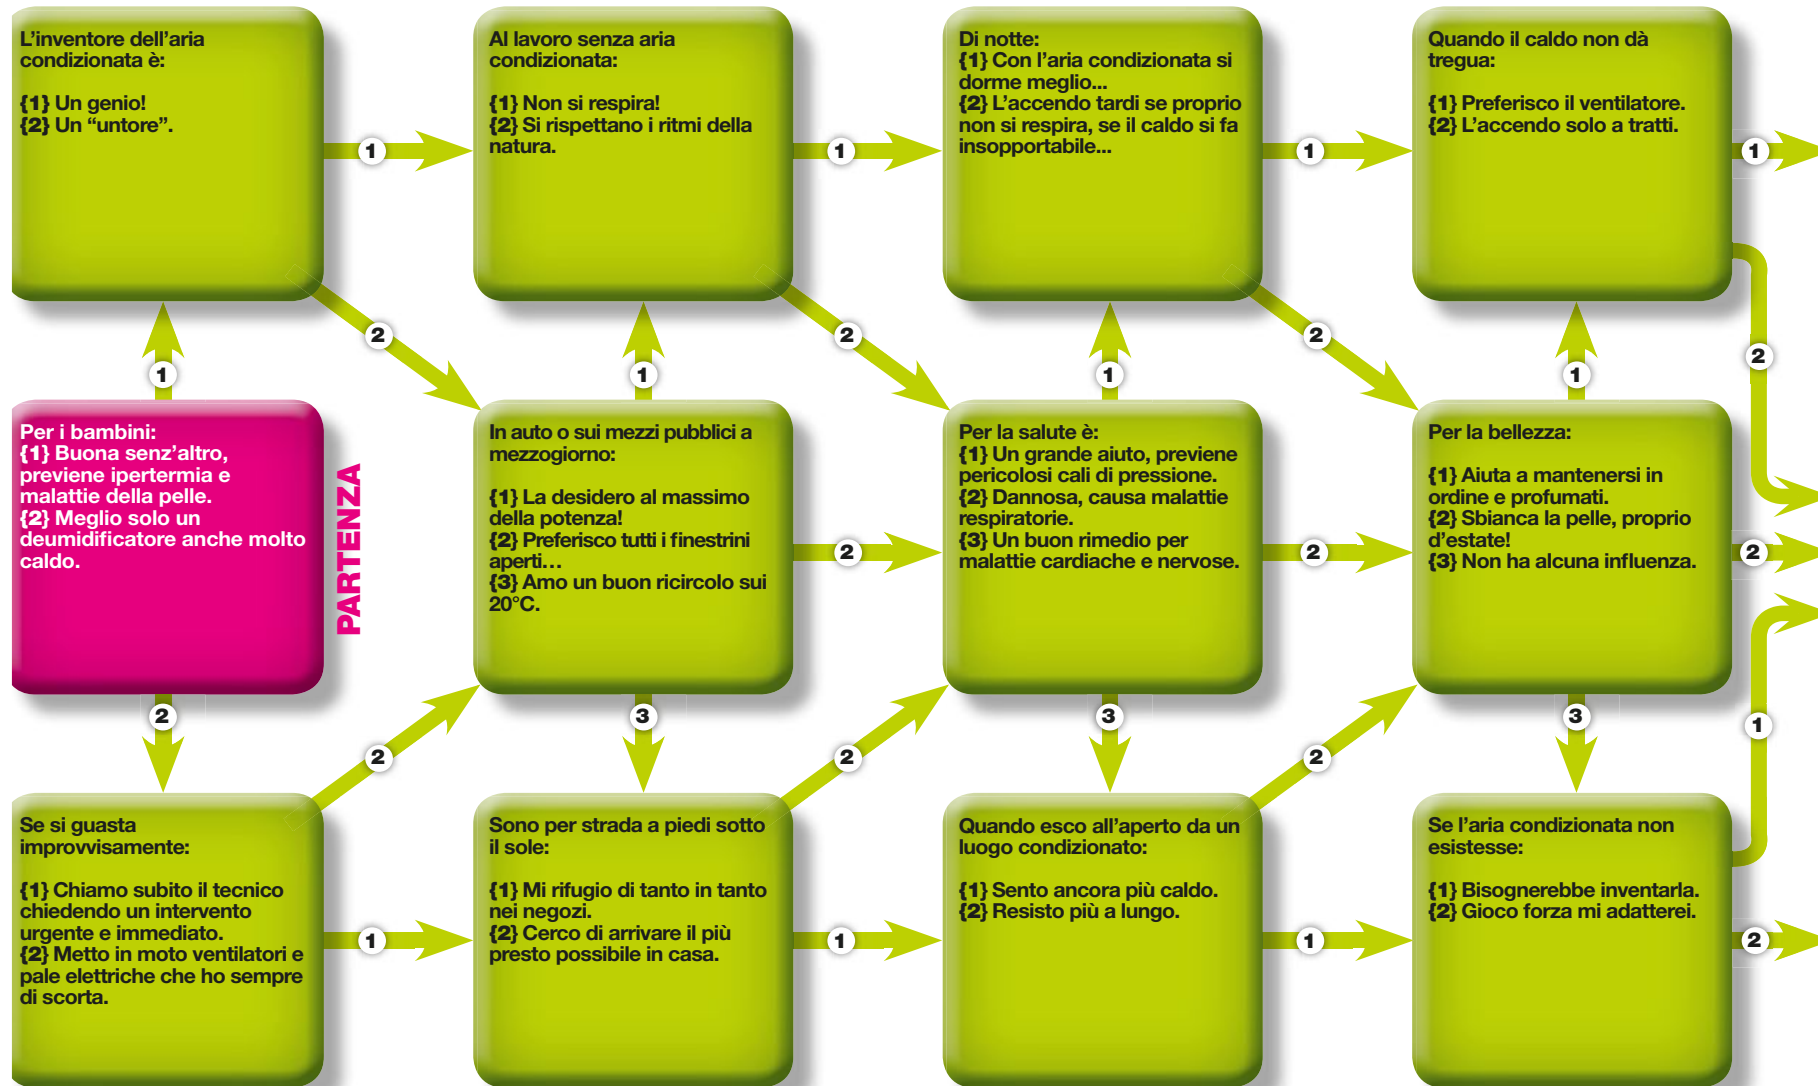 L'inventore dell'aria
condizionata è:
{1} Un genio!
{2} Un “untore”.
1
Al lavoro senza aria
condizionata:
{1} Non si respira!
{2} Si rispettano i ritmi della
natura.
1
Di notte:
{1} Con l'aria condizionata si
dorme meglio...
{2} L'accendo tardi se proprio
non si respira, se il caldo si fa
insopportabile...
1
Quando il caldo non dà
tregua:
{1} Preferisco il ventilatore.
{2} L'accendo solo a tratti.
1
2
2
2
2
1
1
1
1
Per i bambini:
{1} Buona senz'altro,
previene ipertermia e
malattie della pelle.
{2} Meglio solo un
deumidificatore anche molto
caldo.
PARTENZA
In auto o sui mezzi pubblici a
mezzogiorno:
{1} La desidero al massimo
della potenza!
{2} Preferisco tutti i finestrini
aperti…
{3} Amo un buon ricircolo sui
20°C.
2
Per la salute è:
{1} Un grande aiuto, previene
pericolosi cali di pressione.
{2} Dannosa, causa malattie
respiratorie.
{3} Un buon rimedio per
malattie cardiache e nervose.
2
Per la bellezza:
{1} Aiuta a mantenersi in
ordine e profumati.
{2} Sbianca la pelle, proprio
d'estate!
{3} Non ha alcuna influenza.
2
2
3
3
3
1
2
2
2
Se si guasta
improvvisamente:
{1} Chiamo subito il tecnico
chiedendo un intervento
urgente e immediato.
{2} Metto in moto ventilatori e
pale elettriche che ho sempre
di scorta.
1
Sono per strada a piedi sotto
il sole:
{1} Mi rifugio di tanto in tanto
nei negozi.
{2} Cerco di arrivare il più
presto possibile in casa.
1
Quando esco all'aperto da un
luogo condizionato:
{1} Sento ancora più caldo.
{2} Resisto più a lungo.
1
Se l'aria condizionata non
esistesse:
{1} Bisognerebbe inventarla.
{2} Gioco forza mi adatterei.
2